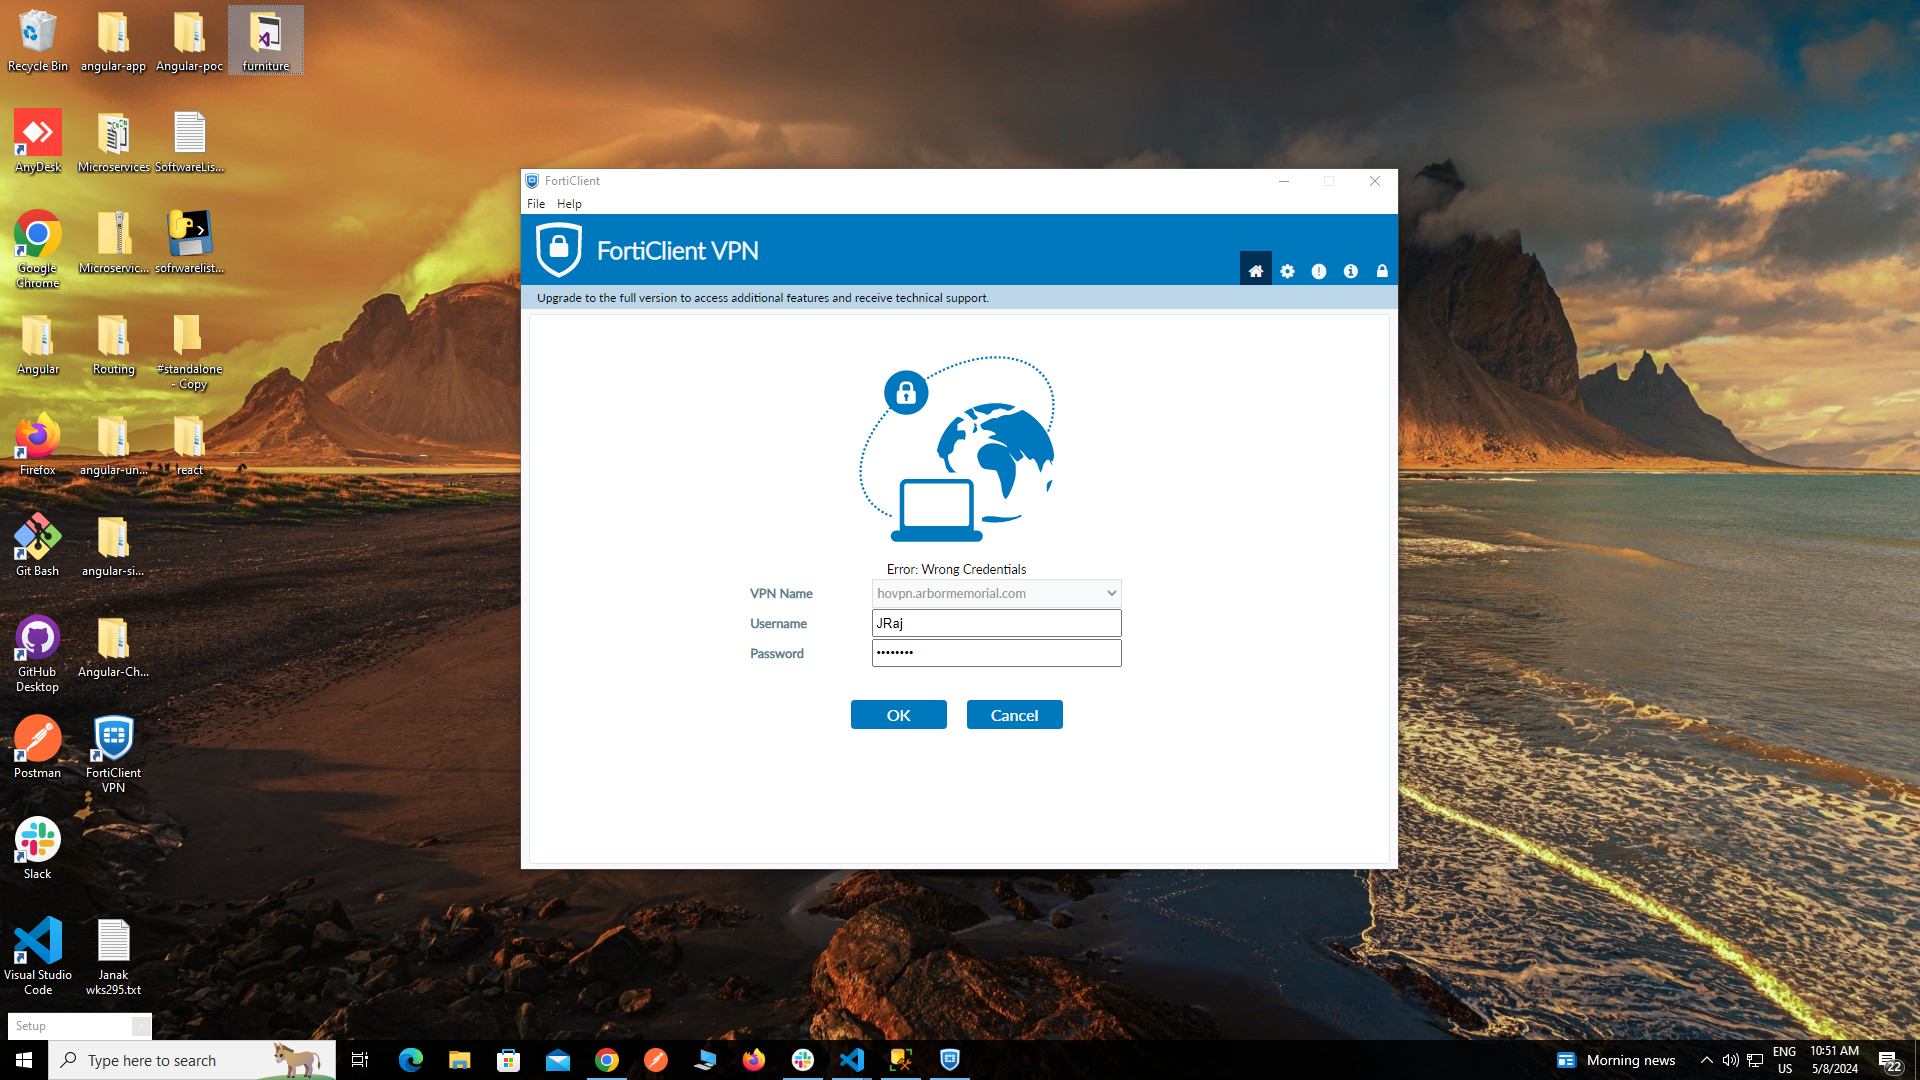 Recycle Bin
angular-app
Angular-poc
furniture
AnyDesk
Microservices
SoftwareLis...
Google
Chrome
Microservic...
sofrwarelist...
Angular
Routing
#standalone
- Copy
Firefox
angular-un...
react
Git Bash
angular-si...
GitHub
Desktop
Angular-Ch...
Postman
FortiClient
VPN
Slack
Visual Studio
Code
Janak
wks295.txt
Setup
FortiClient
File Help
FortiClient VPN
Upgrade to the full version to access additional features and receive technical support.
Error: Wrong Credentials
VPN Name hovpn.arbormemorial.com
Username JRaj
Password ••••••••
OK Cancel
Type here to search
Morning news
ENG
US
10:51 AM
5/8/2024
22